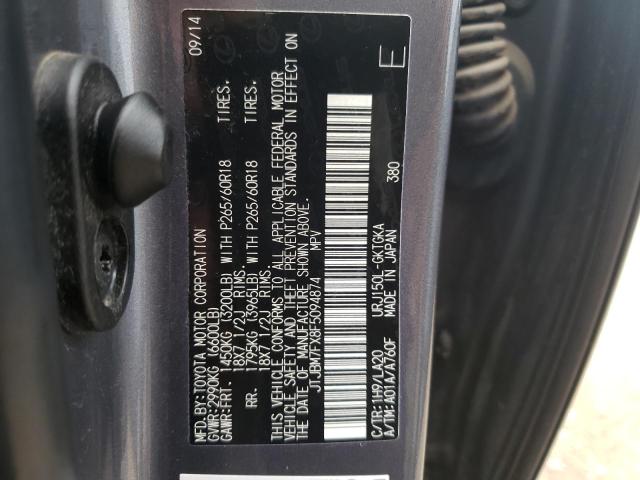 09/14
MFD.BY:TOYOTA MOTOR CORPORATION
GVWR:2990KG (6600LB)
GAWR:FRT. 1450KG (3200LB) WITH P265/60R18 TIRES.
18X7 1/2J RIMS.
RR. 1795KG (3965LB) WITH P265/60R18 TIRES.
18X7 1/2J RIMS.
THIS VEHICLE CONFORMS TO ALL APPLICABLE FEDERAL MOTOR
VEHICLE SAFETY AND THEFT PREVENTION STANDARDS IN EFFECT ON
THE DATE OF MANUFACTURE SHOWN ABOVE.
JTJBM7FX8F5094874 MPV
E
C/TR:1H9/LA20 URJ150L-GKTGKA 380
A/TM:A01A/A760F MADE IN JAPAN